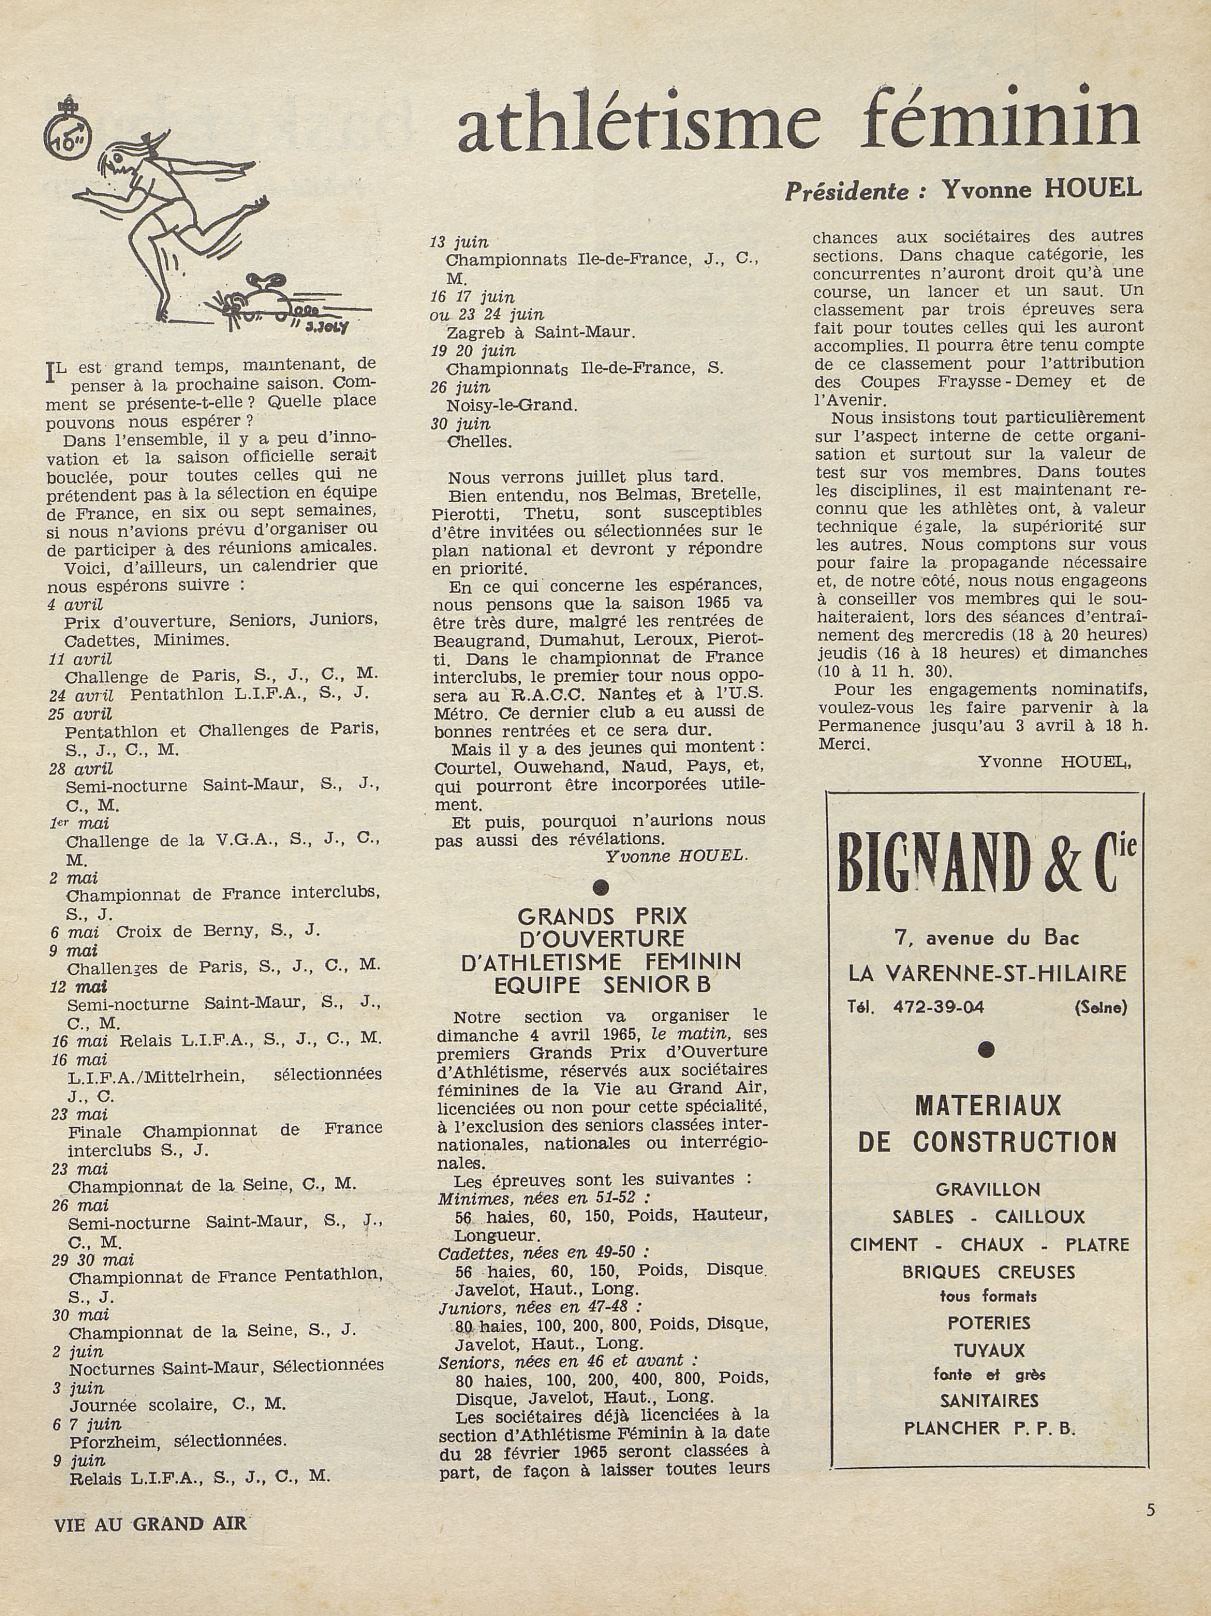 10"
S. JOLY
athlétisme féminin
Présidente : Yvonne HOUEL
IL est grand temps, maintenant, de
penser à la prochaine saison. Com-
ment se présente-t-elle ? Quelle place
pouvons nous espérer ?
Dans l'ensemble, il y a peu d'inno-
vation et la saison officielle serait
bouclée, pour toutes celles qui ne
prétendent pas à la sélection en équipe
de France, en six ou sept semaines,
si nous n'avions prévu d'organiser ou
de participer à des réunions amicales.
Voici, d'ailleurs, un calendrier que
nous espérons suivre :
4 avril
Prix d'ouverture, Seniors, Juniors,
Cadettes, Minimes.
11 avril
Challenge de Paris, S., J., C., M.
24 avril Pentathlon L.I.F.A., S., J.
25 avril
Pentathlon et Challenges de Paris,
S., J., C., M.
28 avril
Semi-nocturne Saint-Maur, S., J.,
C., M.
1er mai
Challenge de la V.G.A., S., J., C.,
M.
2 mai
Championnat de France interclubs,
S., J.
6 mai Croix de Berny, S., J.
9 mai
Challenges de Paris, S., J., C., M.
12 mai
Semi-nocturne Saint-Maur, S., J.,
C., M.
16 mai Relais L.I.F.A., S., J., C., M.
16 mai
L.I.F.A./Mittelrhein, sélectionnées
J., C.
23 mai
Finale Championnat de France
interclubs S., J.
23 mai
Championnat de la Seine, C., M.
26 mai
Semi-nocturne Saint-Maur, S., J.,
C., M.
29 30 mai
Championnat de France Pentathlon,
S., J.
30 mai
Championnat de la Seine, S., J.
2 juin
Nocturnes Saint-Maur, Sélectionnées
3 juin
Journée scolaire, C., M.
6 7 juin
Pforzheim, sélectionnées.
9 juin
Relais L.I.F.A., S., J., C., M.
13 juin
Championnats Ile-de-France, J., C.,
M.
16 17 juin
ou 23 24 juin
Zagreb à Saint-Maur.
19 20 juin
Championnats Ile-de-France, S.
26 juin
Noisy-le-Grand.
30 juin
Chelles.
Nous verrons juillet plus tard.
Bien entendu, nos Belmas, Bretelle,
Pierotti, Thetu, sont susceptibles
d'être invitées ou sélectionnées sur le
plan national et devront y répondre
en priorité.
En ce qui concerne les espérances,
nous pensons que la saison 1965 va
être très dure, malgré les rentrées de
Beaugrand, Dumahut, Leroux, Pierot-
ti. Dans le championnat de France
interclubs, le premier tour nous oppo-
sera au R.A.C.C. Nantes et à l'U.S.
Métro. Ce dernier club a eu aussi de
bonnes rentrées et ce sera dur.
Mais il y a des jeunes qui montent :
Courtel, Ouwehand, Naud, Pays, et,
qui pourront être incorporées utile-
ment.
Et puis, pourquoi n'aurions nous
pas aussi des révélations.
Yvonne HOUEL.
GRANDS PRIX
D'OUVERTURE
D'ATHLETISME FEMININ
EQUIPE SENIOR B
Notre section va organiser le
dimanche 4 avril 1965, le matin, ses
premiers Grands Prix d'Ouverture
d'Athlétisme, réservés aux sociétaires
féminines de la Vie au Grand Air,
licenciées ou non pour cette spécialité,
à l'exclusion des seniors classées inter-
nationales, nationales ou interrégio-
nales.
Les épreuves sont les suivantes :
Minimes, nées en 51-52 :
56 haies, 60, 150, Poids, Hauteur,
Longueur.
Cadettes, nées en 49-50 :
56 haies, 60, 150, Poids, Disque,
Javelot, Haut., Long.
Juniors, nées en 47-48 :
80 haies, 100, 200, 800, Poids, Disque,
Javelot, Haut., Long.
Seniors, nées en 46 et avant :
80 haies, 100, 200, 400, 800, Poids,
Disque, Javelot, Haut., Long.
Les sociétaires déjà licenciées à la
section d'Athlétisme Féminin à la date
du 28 février 1965 seront classées à
part, de façon à laisser toutes leurs
chances aux sociétaires des autres
sections. Dans chaque catégorie, les
concurrentes n'auront droit qu'à une
course, un lancer et un saut. Un
classement par trois épreuves sera
fait pour toutes celles qui les auront
accomplies. Il pourra être tenu compte
de ce classement pour l'attribution
des Coupes Fraysse-Demey et de
l'Avenir.
Nous insistons tout particulièrement
sur l'aspect interne de cette organi-
sation et surtout sur la valeur de
test sur vos membres. Dans toutes
les disciplines, il est maintenant re-
connu que les athlètes ont, à valeur
technique égale, la supériorité sur
les autres. Nous comptons sur vous
pour faire la propagande nécessaire
et, de notre côté, nous nous engageons
à conseiller vos membres qui le sou-
haiteraient, lors des séances d'entraî-
nement des mercredis (18 à 20 heures)
jeudis (16 à 18 heures) et dimanches
(10 à 11 h. 30).
Pour les engagements nominatifs,
voulez-vous les faire parvenir à la
Permanence jusqu'au 3 avril à 18 h.
Merci.
Yvonne HOUEL,
BIGNAND & Cie
7, avenue du Bac
LA VARENNE-ST-HILAIRE
Tél. 472-39-04 (Seine)
MATERIAUX
DE CONSTRUCTION
GRAVILLON
SABLES - CAILLOUX
CIMENT - CHAUX - PLATRE
BRIQUES CREUSES
tous formats
POTERIES
TUYAUX
fonte et grès
SANITAIRES
PLANCHER P. P. B.
VIE AU GRAND AIR
5